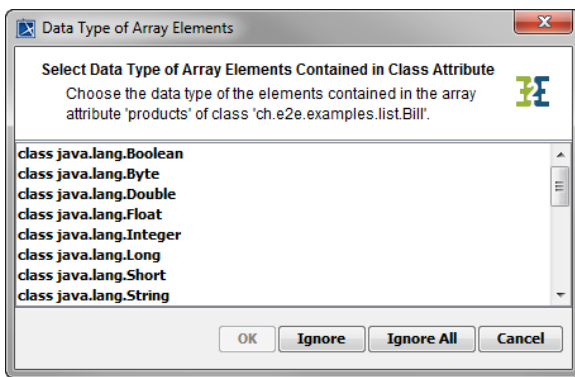 Data Type of Array Elements
Select Data Type of Array Elements Contained in Class Attribute
Choose the data type of the elements contained in the array
attribute 'products' of class 'ch.e2e.examples.list.Bill'.
E2E
class java.lang.Boolean
class java.lang.Byte
class java.lang.Double
class java.lang.Float
class java.lang.Integer
class java.lang.Long
class java.lang.Short
class java.lang.String
OK Ignore Ignore All Cancel